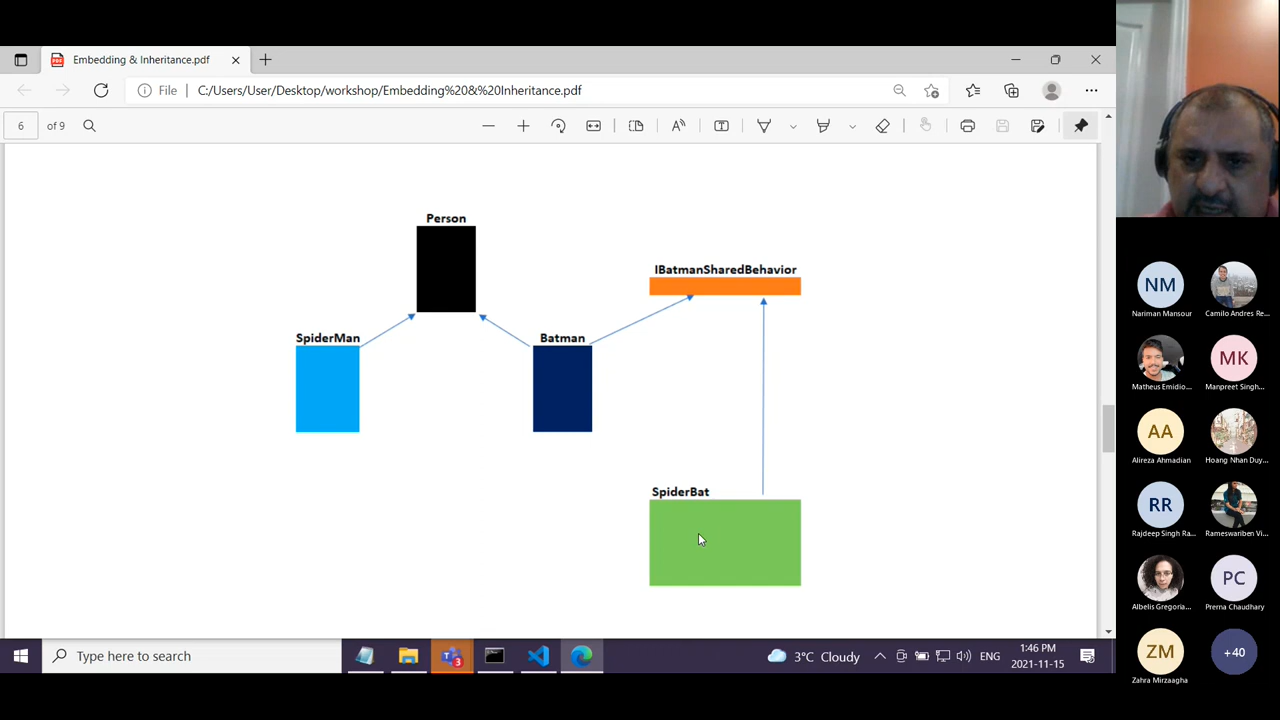 Embedding & Inheritance.pdf
File
C:/Users/User/Desktop/workshop/Embedding%20&%20Inheritance.pdf
6
of 9
Person
IBatmanSharedBehavior
SpiderMan
Batman
SpiderBat
NM
Nariman Mansour
Camilo Andres Re...
MK
Matheus Emidio...
Manpreet Singh...
AA
Alireza Ahmadian
Hoang Nhan Duy...
RR
Rajdeep Singh Ra...
Rameswariben Vi...
PC
Albelis Gregoria...
Prerna Chaudhary
ZM
+40
Zahra Mirzaagha
Type here to search
3
3°C Cloudy
ENG
1:46 PM
2021-11-15